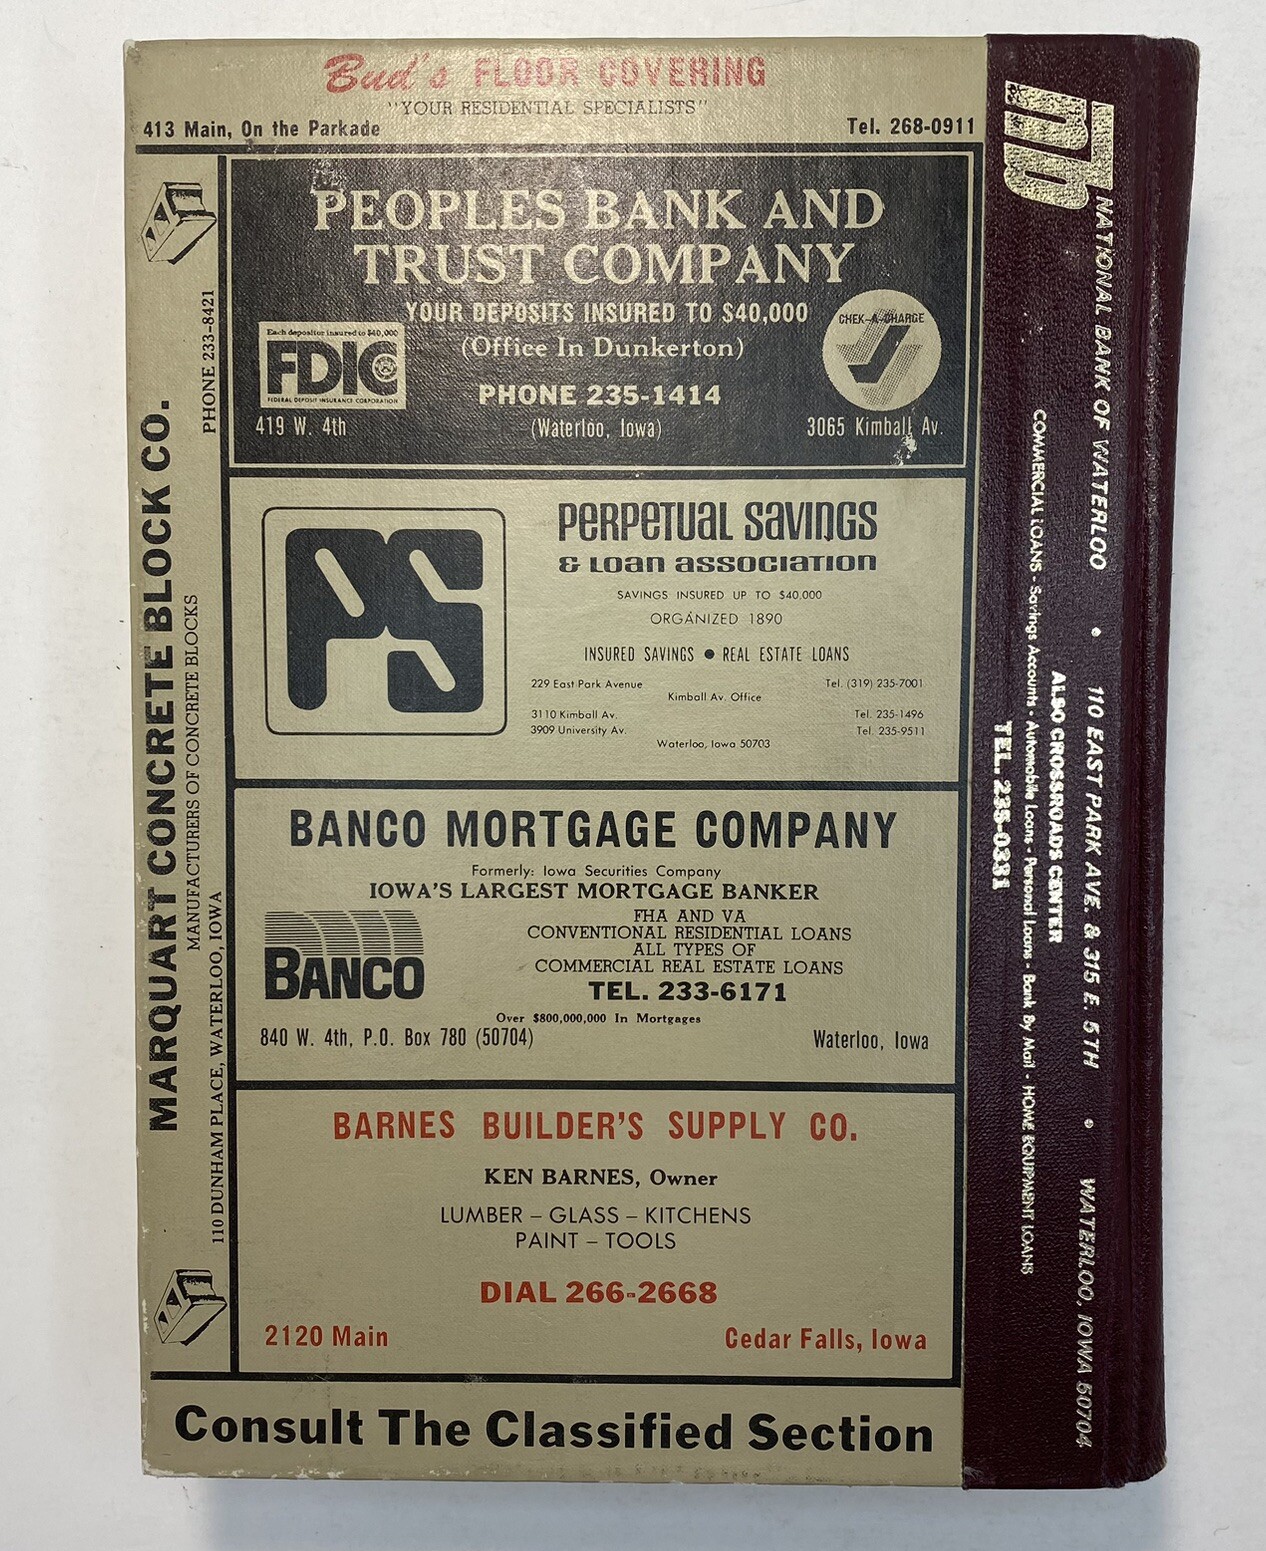 Bud's FLOOR COVERING
"YOUR RESIDENTIAL SPECIALISTS"
413 Main, On the Parkade
Tel. 268-0911
MARQUART CONCRETE BLOCK CO.
PHONE 233-8421
MANUFACTURERS OF CONCRETE BLOCKS
110 DUNHAM PLACE, WATERLOO, IOWA
PEOPLES BANK AND
TRUST COMPANY
YOUR DEPOSITS INSURED TO $40,000
Each depositor insured to $40,000
FDIC
FEDERAL DEPOSIT INSURANCE CORPORATION
(Office In Dunkerton)
CHEK-A-CHARGE
PHONE 235-1414
419 W. 4th
(Waterloo, Iowa)
3065 Kimball Av.
PS
PERPETUAL SAVINGS
& LOAN ASSOCIATION
SAVINGS INSURED UP TO $40,000
ORGANIZED 1890
INSURED SAVINGS ● REAL ESTATE LOANS
229 East Park Avenue
Tel. (319) 235-7001
Kimball Av. Office
3110 Kimball Av.
Tel. 235-1496
3909 University Av.
Tel. 235-9511
Waterloo, Iowa 50703
BANCO MORTGAGE COMPANY
Formerly: Iowa Securities Company
IOWA'S LARGEST MORTGAGE BANKER
BANCO
FHA AND VA
CONVENTIONAL RESIDENTIAL LOANS
ALL TYPES OF
COMMERCIAL REAL ESTATE LOANS
TEL. 233-6171
Over $800,000,000 In Mortgages
840 W. 4th, P.O. Box 780 (50704)
Waterloo, Iowa
BARNES BUILDER'S SUPPLY CO.
KEN BARNES, Owner
LUMBER – GLASS – KITCHENS
PAINT – TOOLS
DIAL 266-2668
2120 Main
Cedar Falls, Iowa
Consult The Classified Section
nb
NATIONAL BANK OF WATERLOO • 110 EAST PARK AVE. & 315 E. 5TH • WATERLOO, IOWA 50704
ALSO CROSSROADS CENTER
COMMERCIAL LOANS - Savings Accounts - Automobile Loans - Personal Loans - Bank By Mail - HOME EQUIPMENT LOANS
TEL. 235-0331